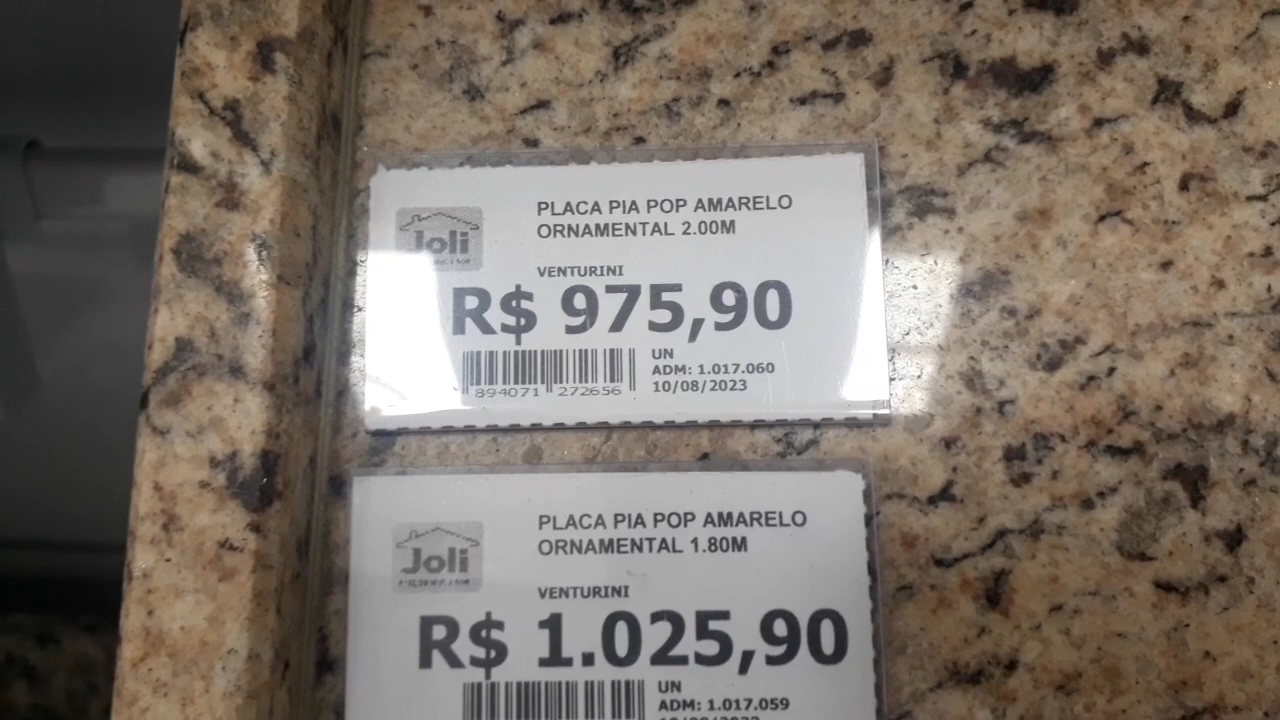 Joli
PLACA PIA POP AMARELO
ORNAMENTAL 2.00M
VENTURINI
R$ 975,90
UN
ADM: 1.017.060
10/08/2023
894071 272656
Joli
PLACA PIA POP AMARELO
ORNAMENTAL 1.80M
VENTURINI
R$ 1.025,90
UN
ADM: 1.017.059